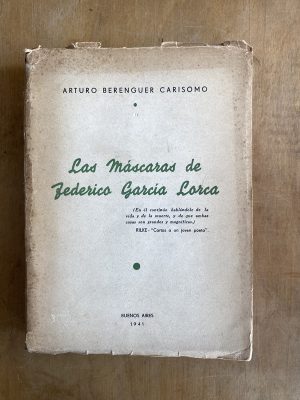 ARTURO BERENGUER CARISOMO
Las Máscaras de
Federico García Lorca
(En él continúa hablándole de la
vida y de la muerte, y de que ambas
cosas son grandes y magníficas.)
RILKE- "Cartas a un joven poeta".
BUENOS AIRES
1941